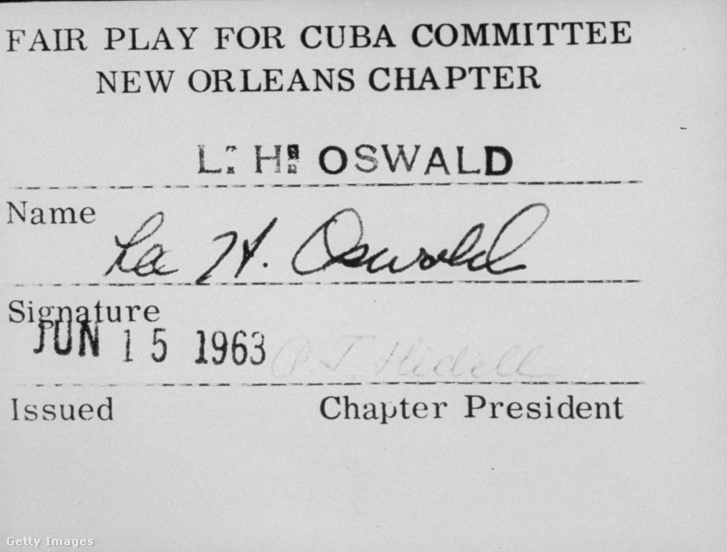 FAIR PLAY FOR CUBA COMMITTEE
NEW ORLEANS CHAPTER
L. H. OSWALD
Name
Lee H. Oswald
Signature
JUN 15 1963 A. J. Hidell
Issued Chapter President
Getty Images